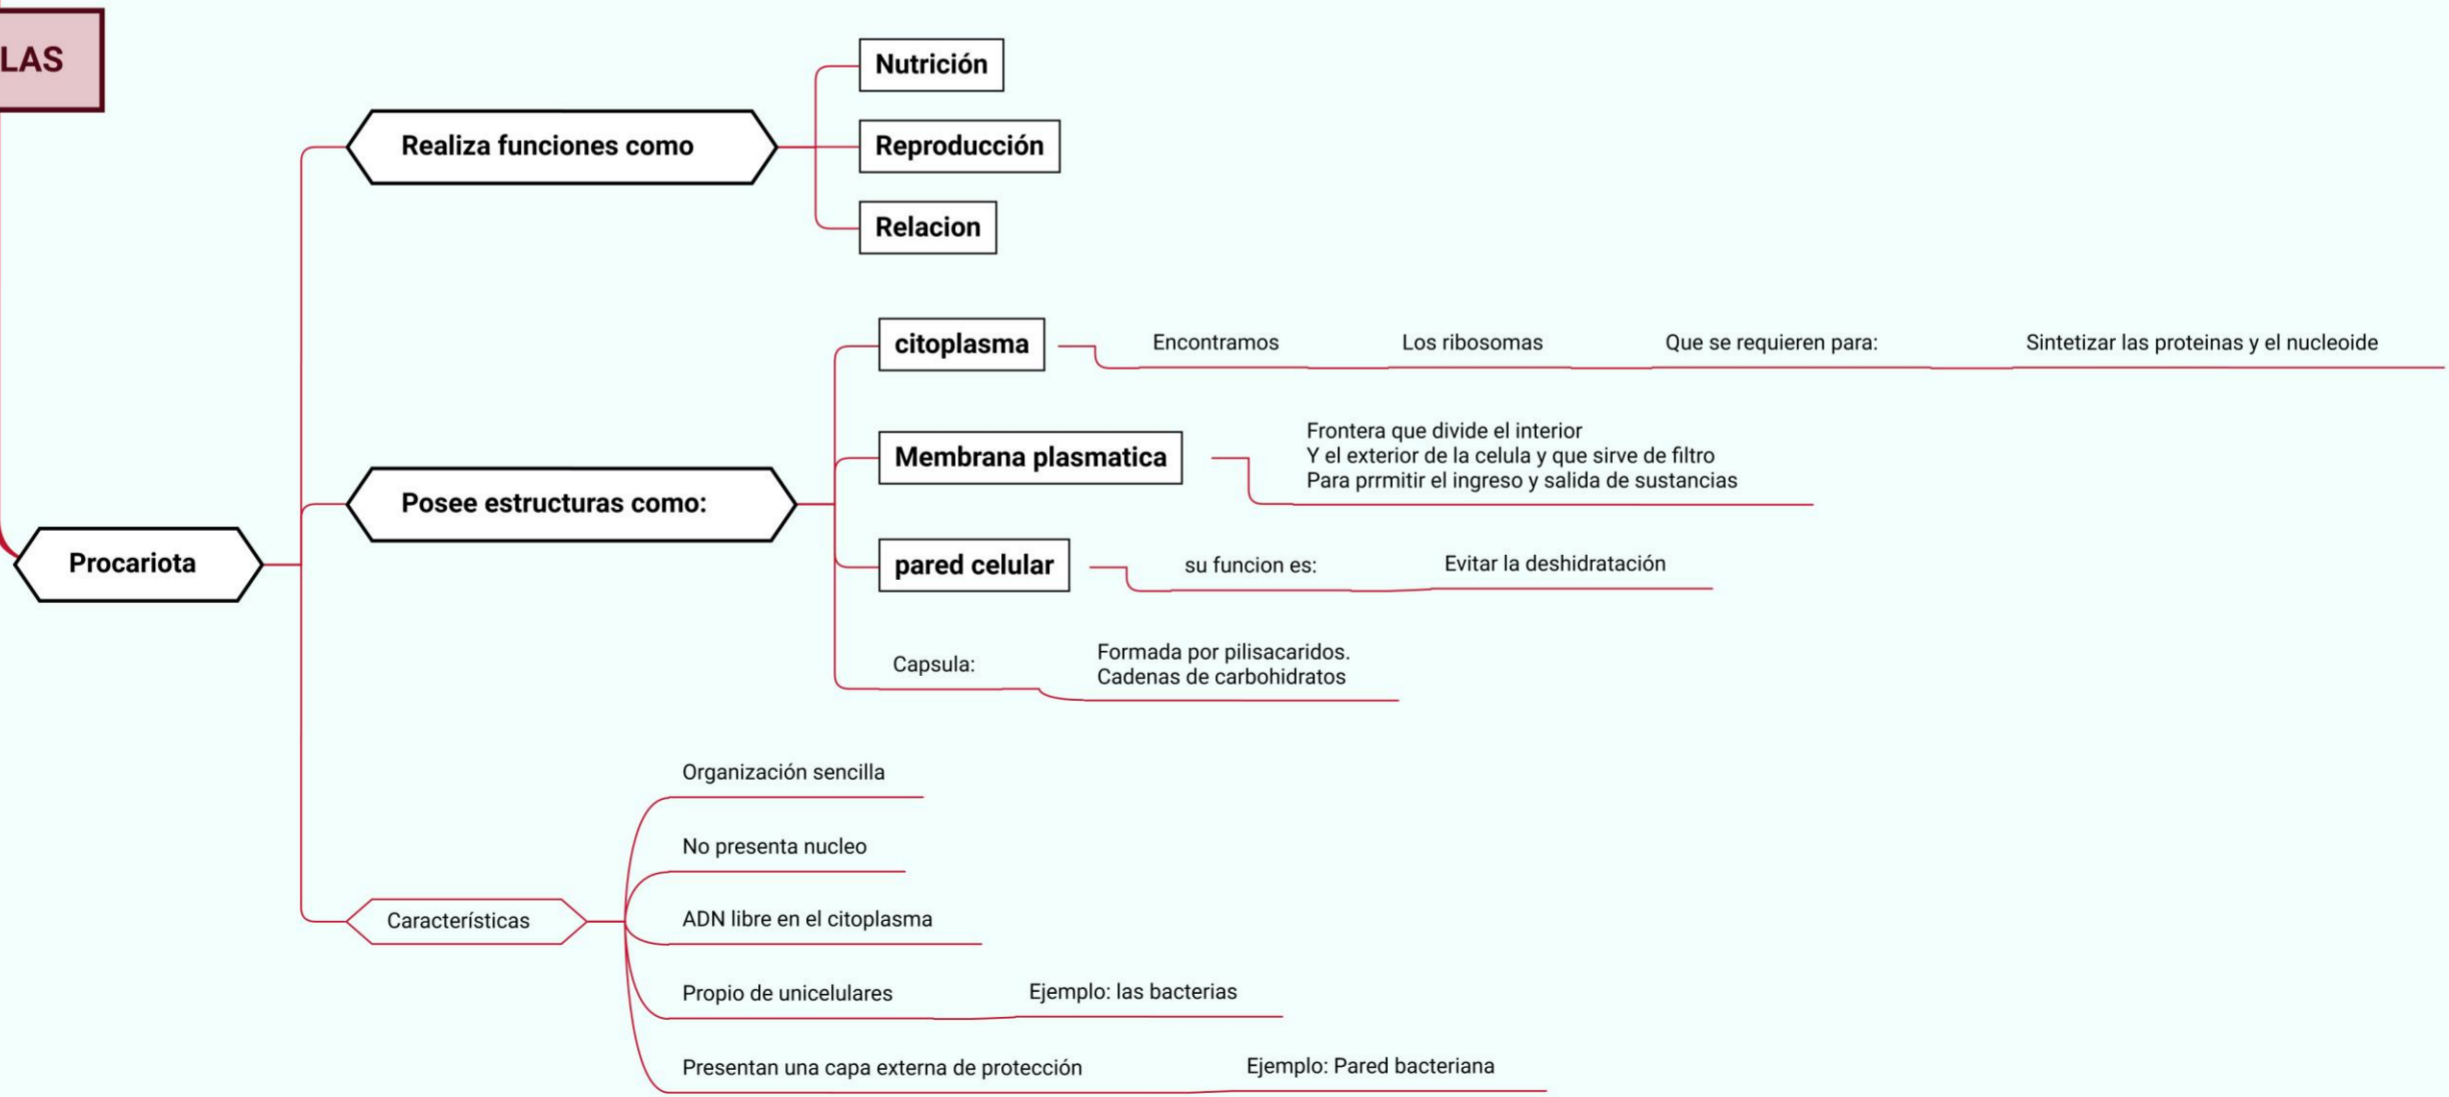 LAS
Procariota
Realiza funciones como
Nutrición
Reproducción
Relacion
Posee estructuras como:
citoplasma
Encontramos
Los ribosomas
Que se requieren para:
Sintetizar las proteinas y el nucleoide
Membrana plasmatica
Frontera que divide el interior
Y el exterior de la celula y que sirve de filtro
Para prrmitir el ingreso y salida de sustancias
pared celular
su funcion es:
Evitar la deshidratación
Capsula:
Formada por pilisacaridos.
Cadenas de carbohidratos
Características
Organización sencilla
No presenta nucleo
ADN libre en el citoplasma
Propio de unicelulares
Ejemplo: las bacterias
Presentan una capa externa de protección
Ejemplo: Pared bacteriana